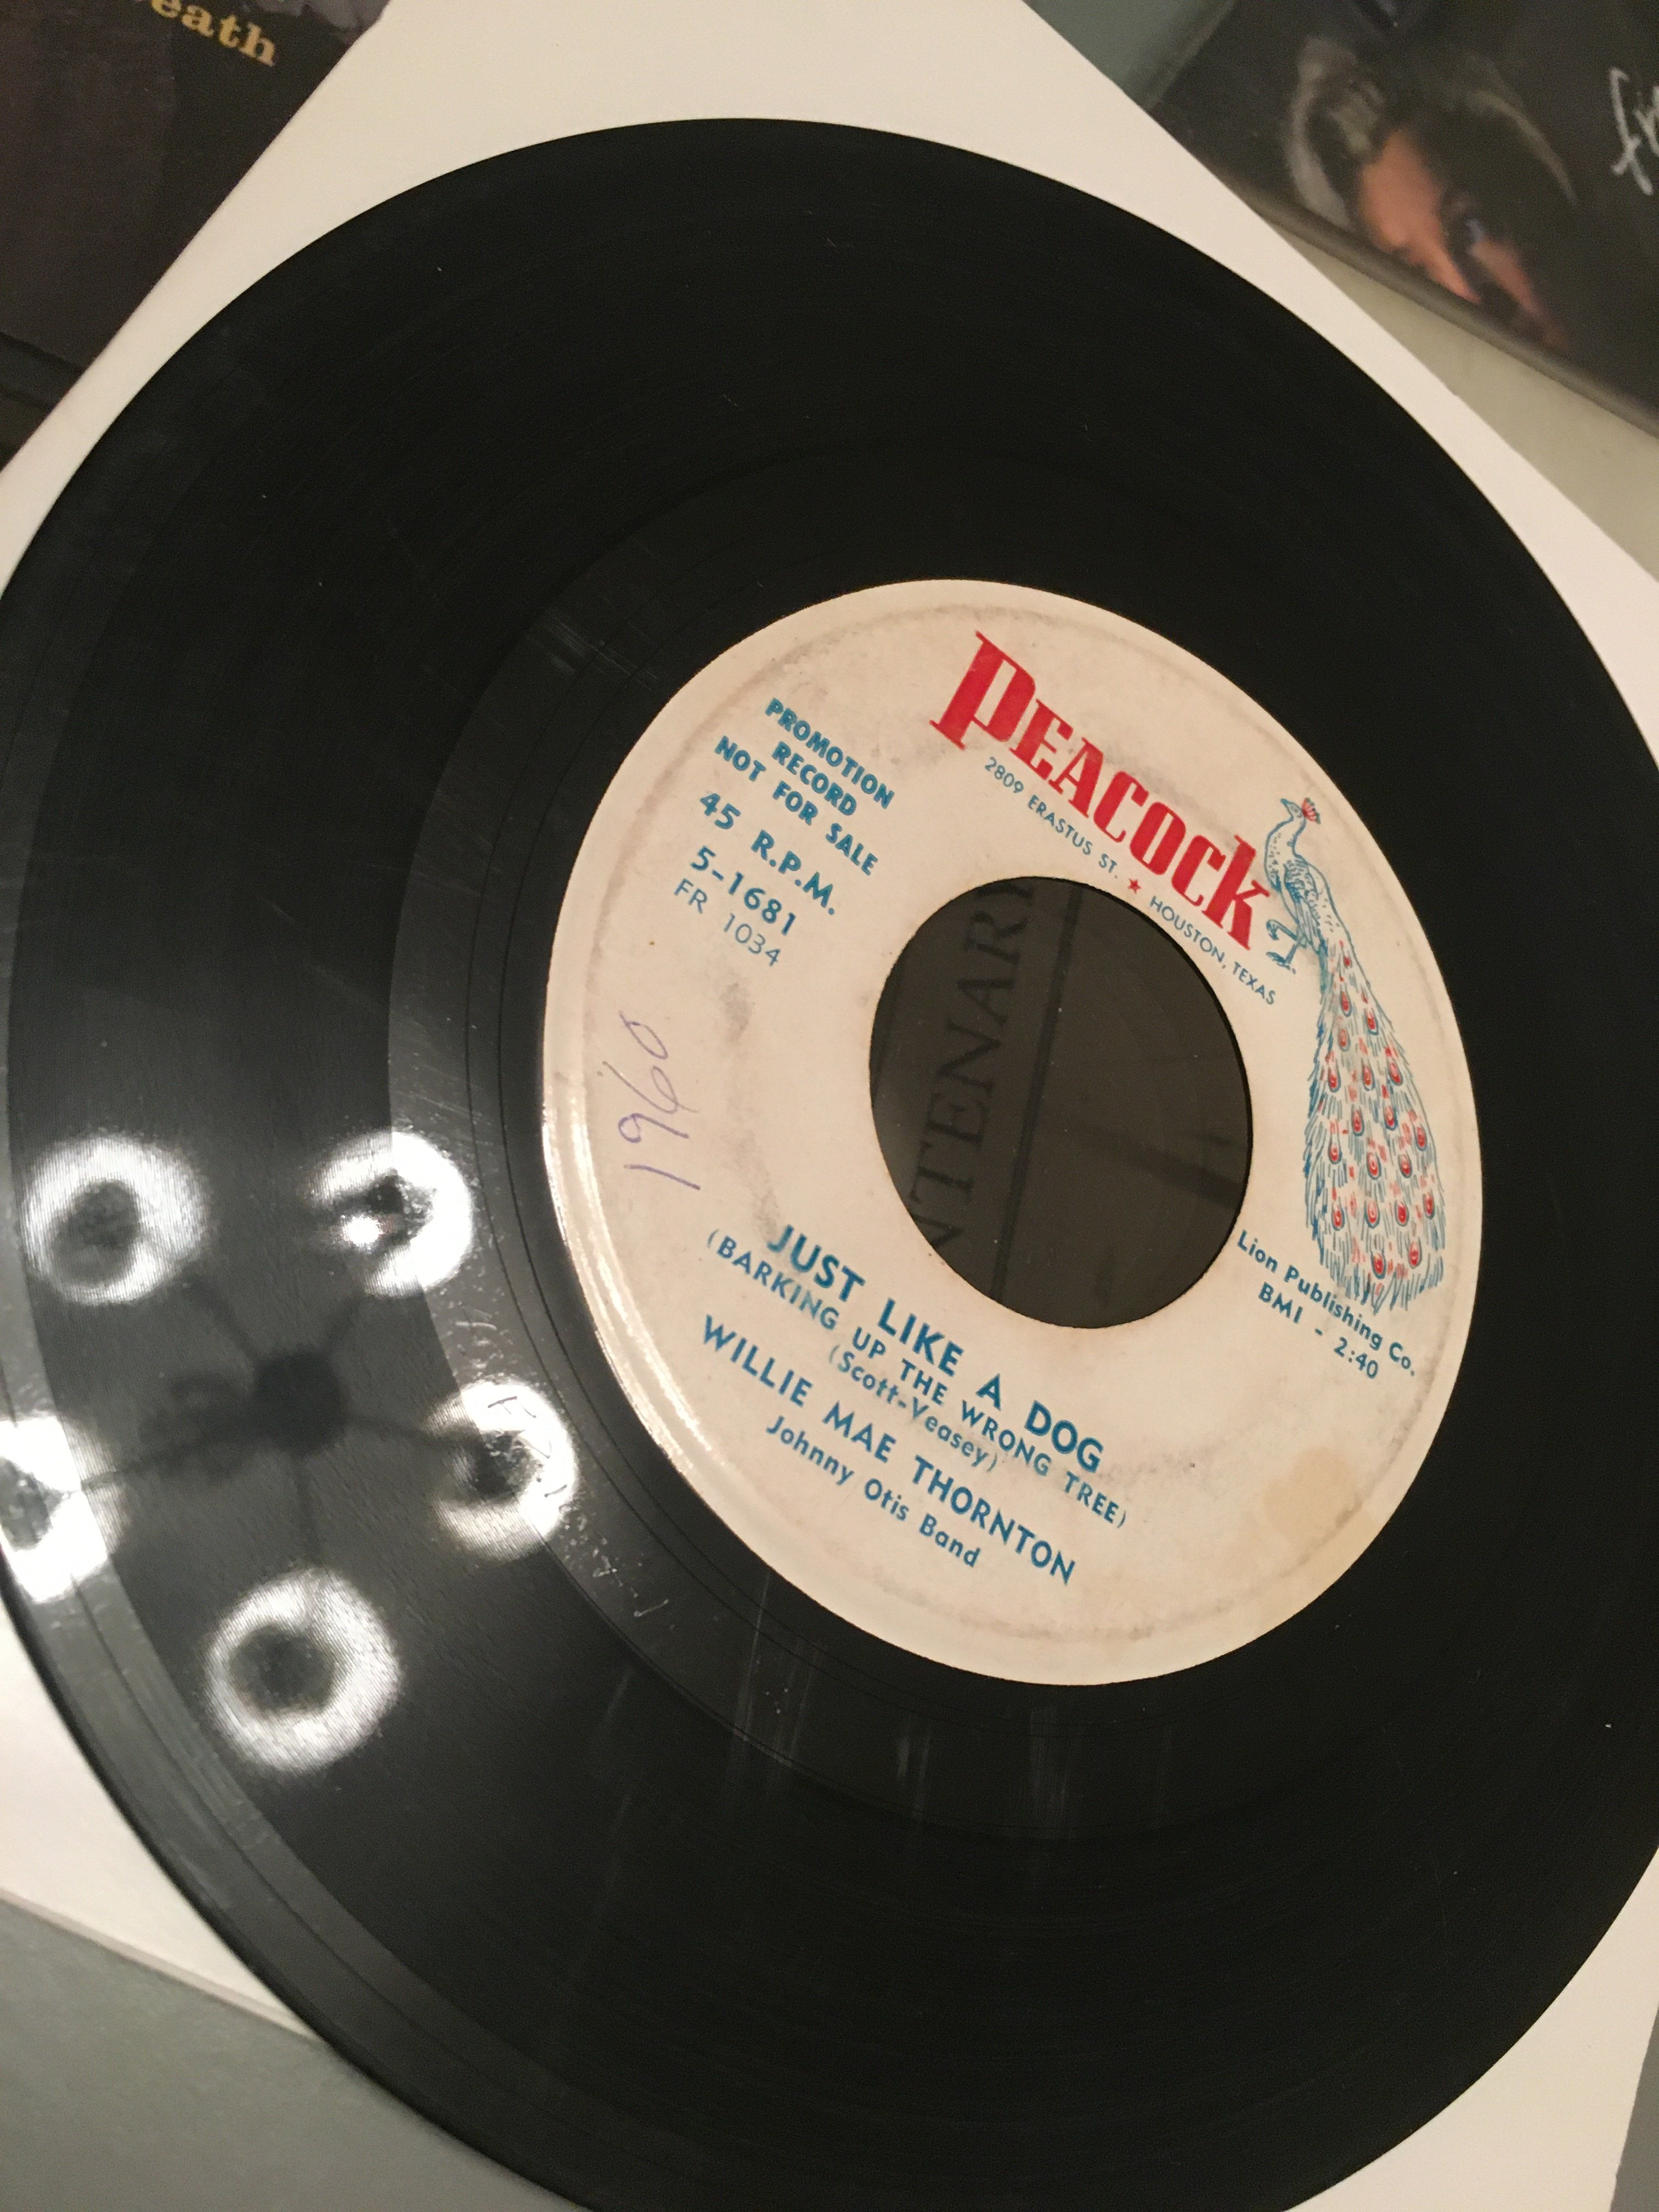 eath
PEACOCK
2809 ERASTUS ST. ★ HOUSTON, TEXAS
PROMOTION
RECORD
NOT FOR SALE
45 R.P.M.
5-1681
FR 1034
1960
NTENARY
Lion Publishing Co.
BMI - 2:40
JUST LIKE A DOG
(BARKING UP THE WRONG TREE)
(Scott-Veasey)
WILLIE MAE THORNTON
Johnny Otis Band